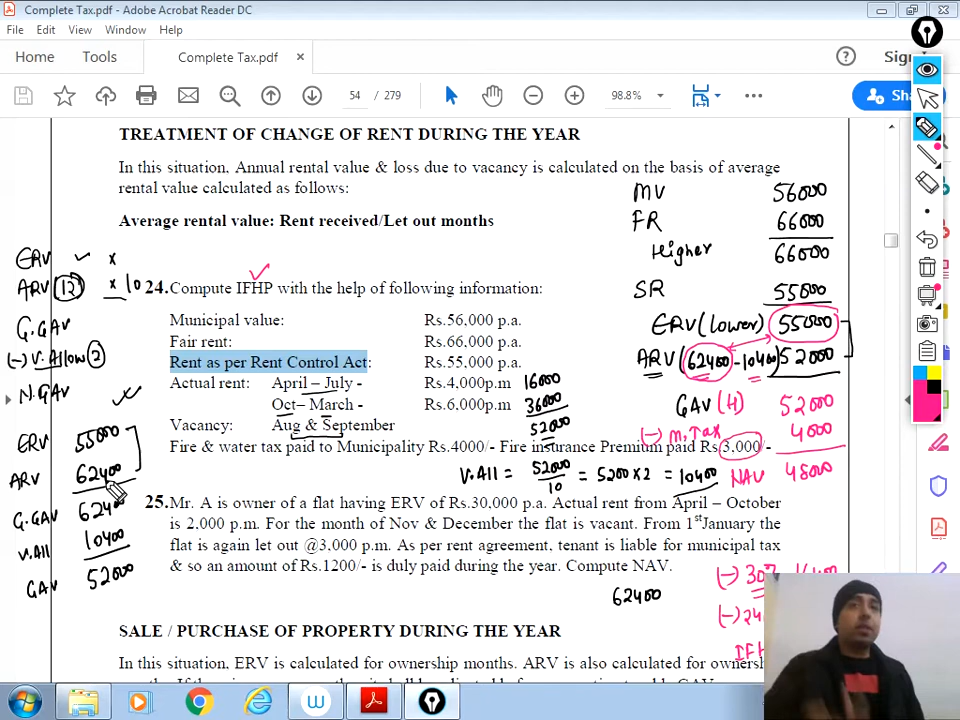 Complete Tax.pdf - Adobe Acrobat Reader DC
File Edit View Window Help
Home Tools Complete Tax.pdf × Sig
54 / 279 98.8% Sha
TREATMENT OF CHANGE OF RENT DURING THE YEAR
In this situation, Annual rental value & loss due to vacancy is calculated on the basis of average
rental value calculated as follows:
Average rental value: Rent received/Let out months
24. Compute IFHP with the help of following information:
Municipal value: Rs.56,000 p.a.
Fair rent: Rs.66,000 p.a.
Rent as per Rent Control Act: Rs.55,000 p.a.
Actual rent: April – July - Rs.4,000p.m 16000
Oct– March - Rs.6,000p.m 36000
52000
Vacancy: Aug & September
Fire & water tax paid to Municipality Rs.4000/- Fire insurance Premium paid Rs.3,000/-
V.All = 52000/10 = 5200×2 = 10400
25. Mr. A is owner of a flat having ERV of Rs.30,000 p.a. Actual rent from April – October
is 2,000 p.m. For the month of Nov & December the flat is vacant. From 1st January the
flat is again let out @3,000 p.m. As per rent agreement, tenant is liable for municipal tax
& so an amount of Rs.1200/- is duly paid during the year. Compute NAV.
62400
SALE / PURCHASE OF PROPERTY DURING THE YEAR
In this situation, ERV is calculated for ownership months. ARV is also calculated for ownersh
ERV ✓ ×
ARV (12) × 10
G.GAV
(-) V.Allow (2)
N.GAV ✓
ERV 55000
ARV 62400
G.GAV 62400
V.All 10400
GAV 52000
MV 56000
FR 66000
Higher 66000
SR 55000
ERV (lower) 55000
ARV (62400 - 10400) 52000
GAV (H) 52000
(-) m.Tax 4000
NAV 48000
(-) 30%
(-) 24
IFH